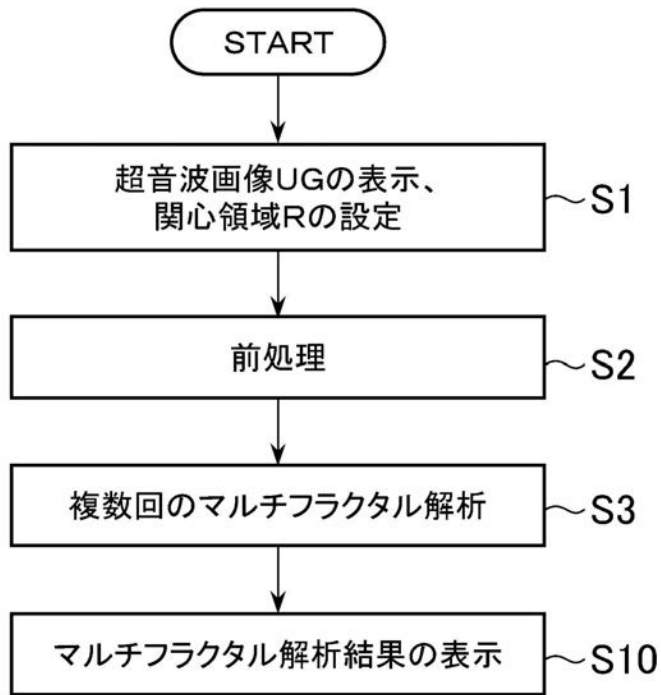 START
超音波画像UGの表示、
関心領域Rの設定
S1
前処理
S2
複数回のマルチフラクタル解析
S3
マルチフラクタル解析結果の表示
S10